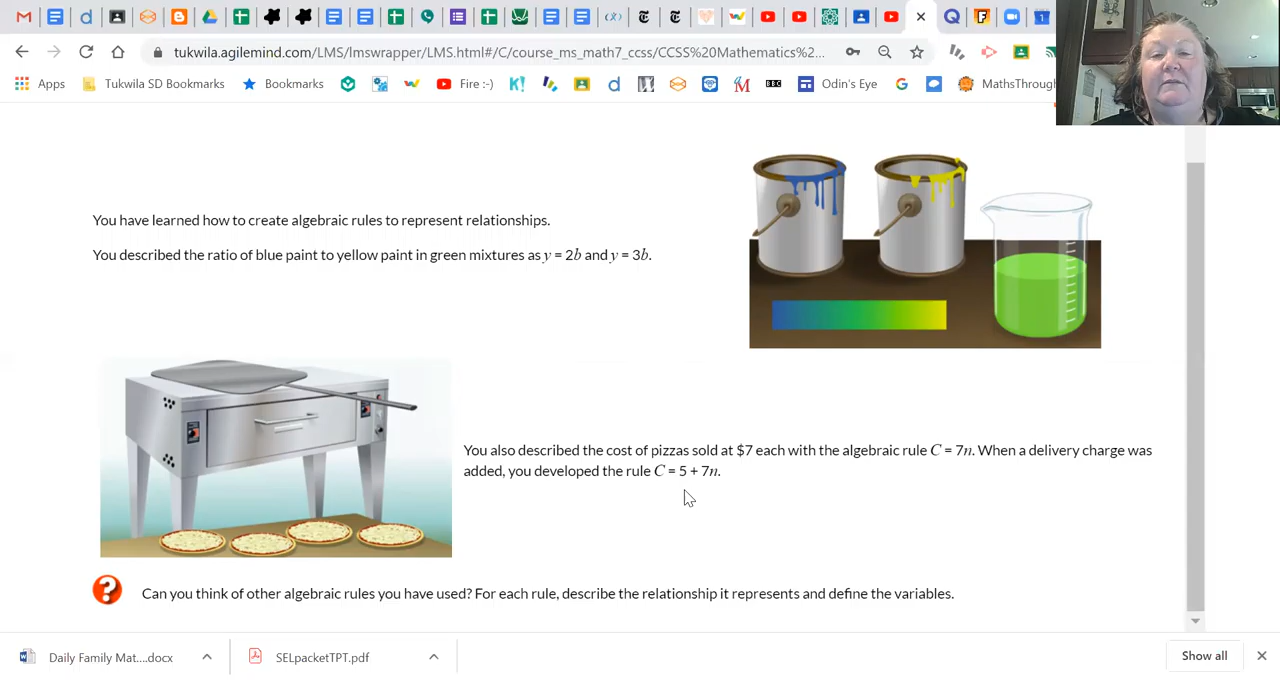 tukwila.agilemind.com/LMS/lmswrapper/LMS.html#/C/course_ms_math7_ccss/CCSS%20Mathematics%2...
Apps Tukwila SD Bookmarks Bookmarks Fire :-) K! BBC Odin's Eye MathsThroug
You have learned how to create algebraic rules to represent relationships.
You described the ratio of blue paint to yellow paint in green mixtures as y = 2b and y = 3b.
You also described the cost of pizzas sold at $7 each with the algebraic rule C = 7n. When a delivery charge was
added, you developed the rule C = 5 + 7n.
? Can you think of other algebraic rules you have used? For each rule, describe the relationship it represents and define the variables.
Daily Family Mat....docx SELpacketTPT.pdf Show all